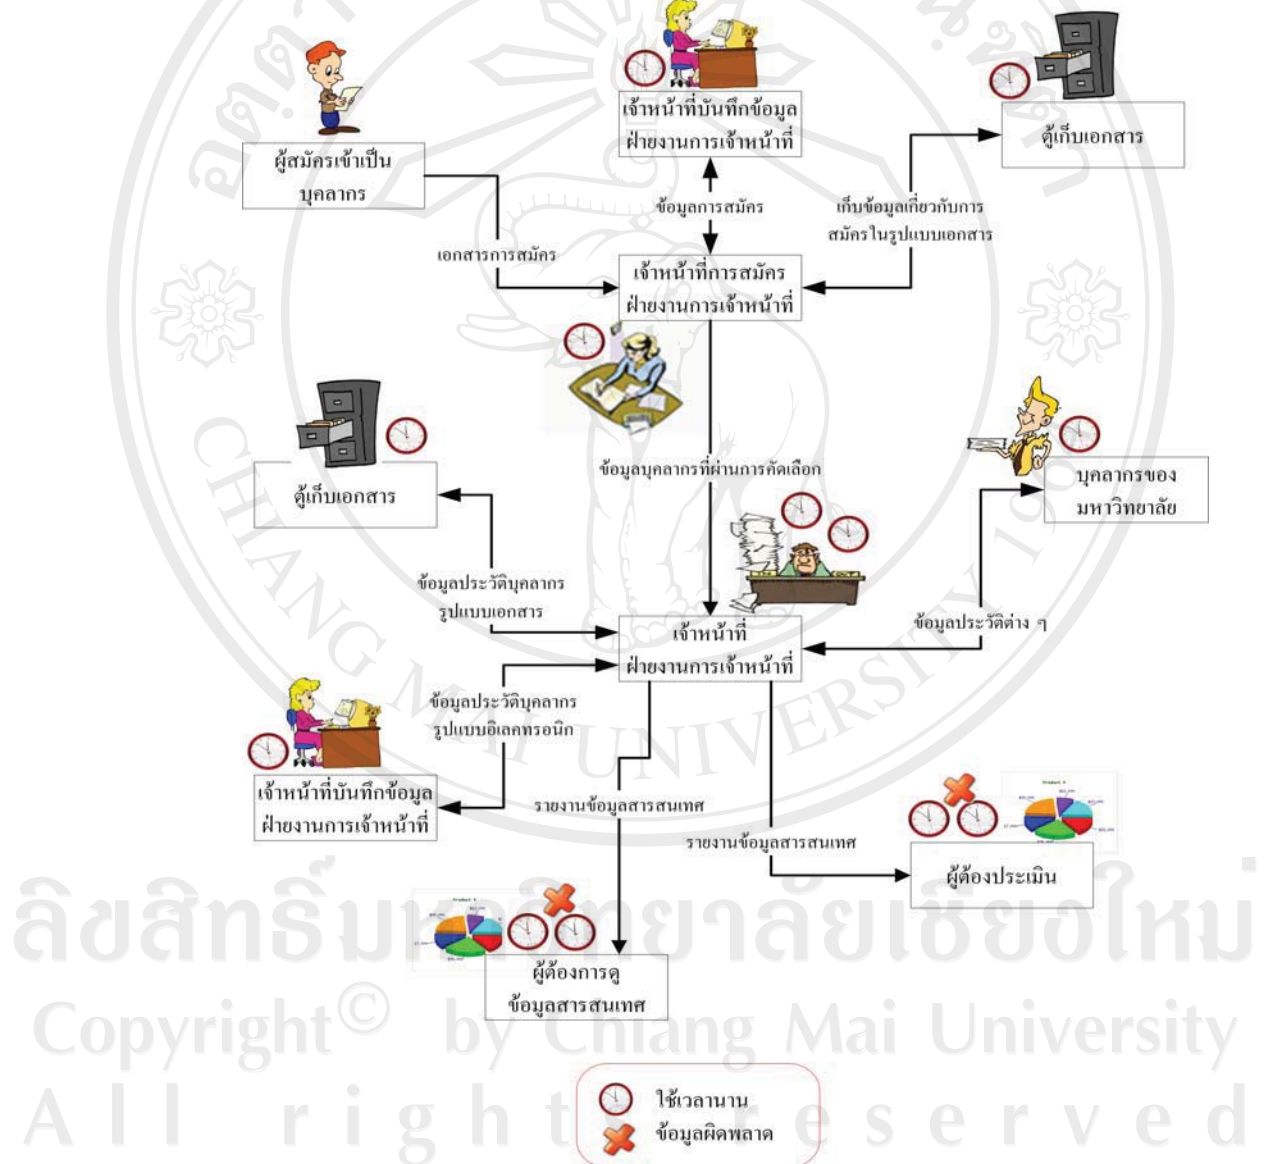 เจ้าหน้าที่บันทึกข้อมูล
ฝ่ายงานการเจ้าหน้าที่
ตู้เก็บเอกสาร
ผู้สมัครเข้าเป็น
บุคลากร
ข้อมูลการสมัคร
เก็บข้อมูลเกี่ยวกับการ
สมัครในรูปแบบเอกสาร
เอกสารการสมัคร
เจ้าหน้าที่การสมัคร
ฝ่ายงานการเจ้าหน้าที่
ข้อมูลบุคลากรที่ผ่านการคัดเลือก
บุคลากรของ
มหาวิทยาลัย
ตู้เก็บเอกสาร
ข้อมูลประวัติบุคลากร
รูปแบบเอกสาร
ข้อมูลประวัติต่าง ๆ
เจ้าหน้าที่
ฝ่ายงานการเจ้าหน้าที่
ข้อมูลประวัติบุคลากร
รูปแบบอิเลคทรอนิก
เจ้าหน้าที่บันทึกข้อมูล
ฝ่ายงานการเจ้าหน้าที่
รายงานข้อมูลสารสนเทศ
รายงานข้อมูลสารสนเทศ
ผู้ต้องประเมิน
ผู้ต้องการดู
ข้อมูลสารสนเทศ
CHIANG MAI UNIVERSITY
ลิขสิทธิ์มหาวิทยาลัยเชียงใหม่
Copyright© by Chiang Mai University
All rights reserved
ใช้เวลานาน
ข้อมูลผิดพลาด